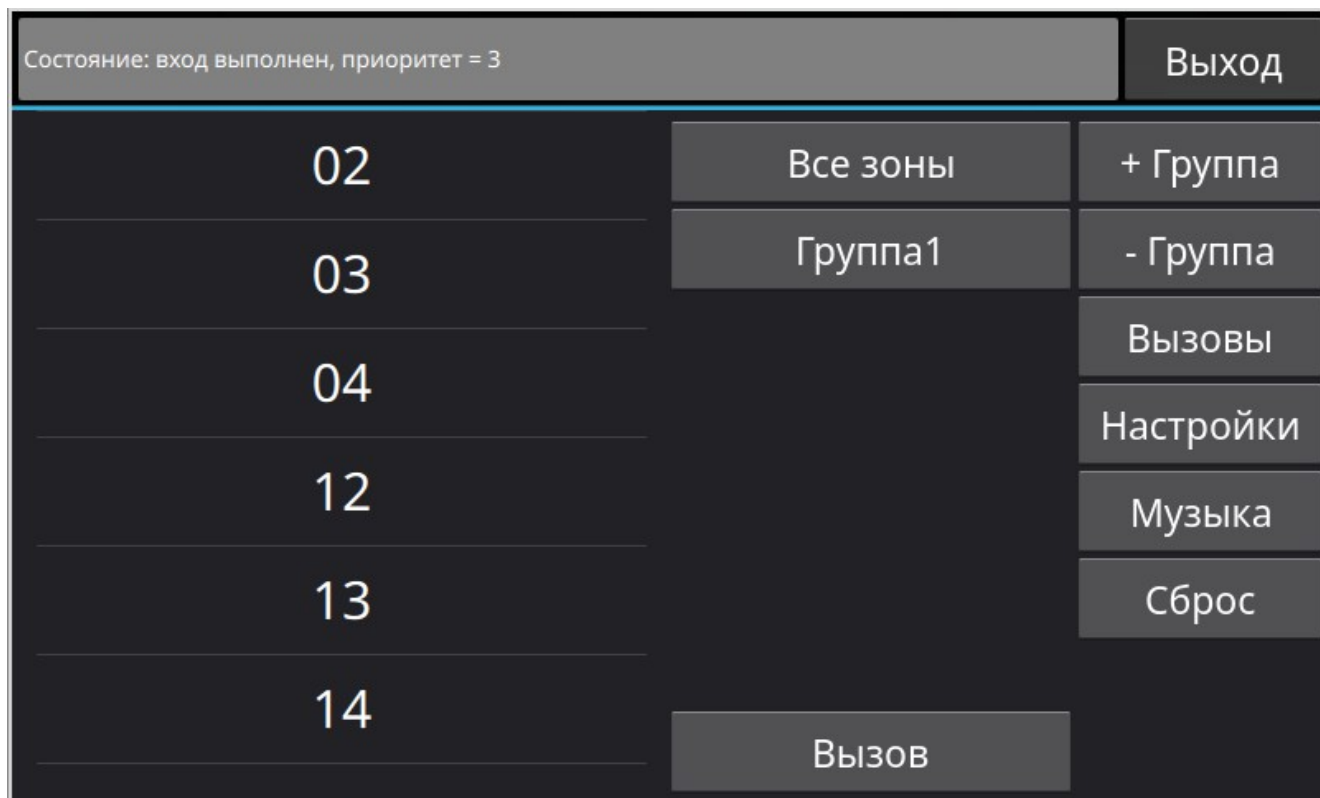 Состояние: вход выполнен, приоритет = 3
Выход
02
03
04
12
13
14
Все зоны
Группа1
Вызов
+ Группа
- Группа
Вызовы
Настройки
Музыка
Сброс